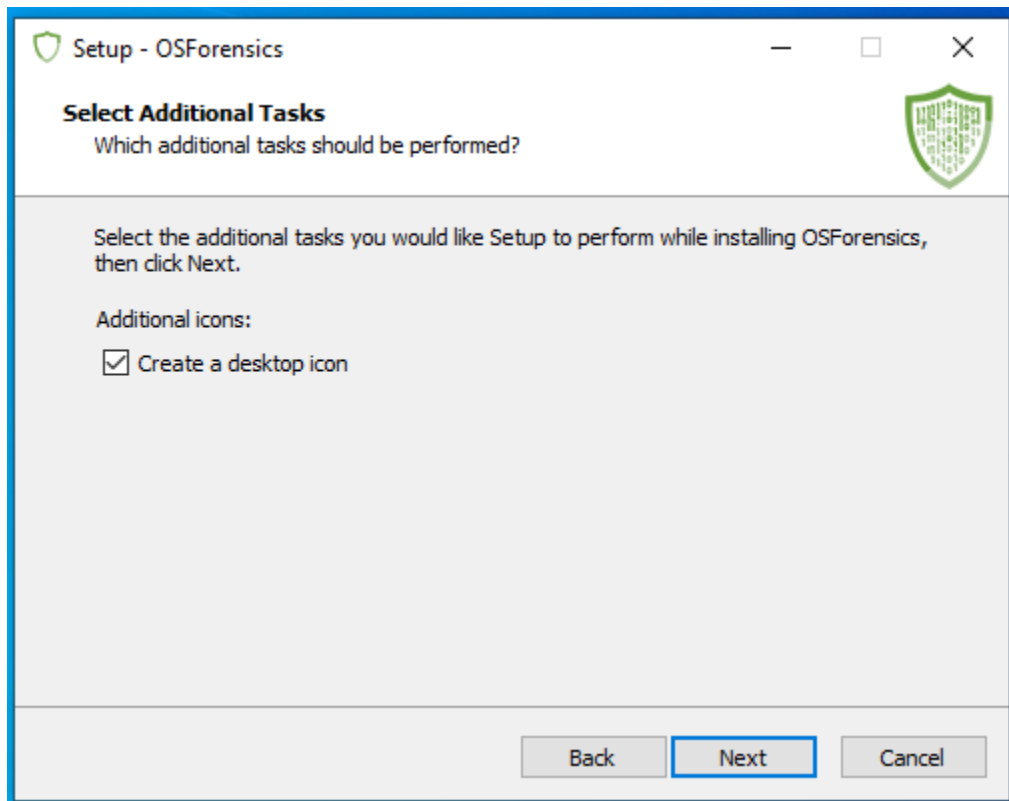 Setup - OSForensics
Select Additional Tasks
Which additional tasks should be performed?
Select the additional tasks you would like Setup to perform while installing OSForensics,
then click Next.
Additional icons:
Create a desktop icon
Back
Next
Cancel